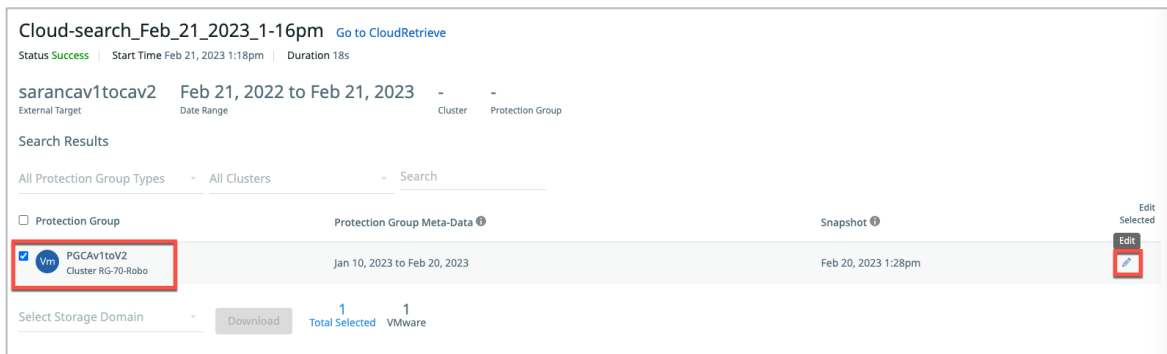 Cloud-search_Feb_21_2023_1-16pm Go to CloudRetrieve
Status Success Start Time Feb 21, 2023 1:18pm Duration 18s
sarancav1tocav2 Feb 21, 2022 to Feb 21, 2023 - -
External Target Date Range Cluster Protection Group
Search Results
All Protection Group Types All Clusters Search
Edit
Protection Group Protection Group Meta-Data Snapshot Selected
Edit
Vm PGCAv1toV2
Cluster RG-70-Robo Jan 10, 2023 to Feb 20, 2023 Feb 20, 2023 1:28pm
1 1
Select Storage Domain Download Total Selected VMware